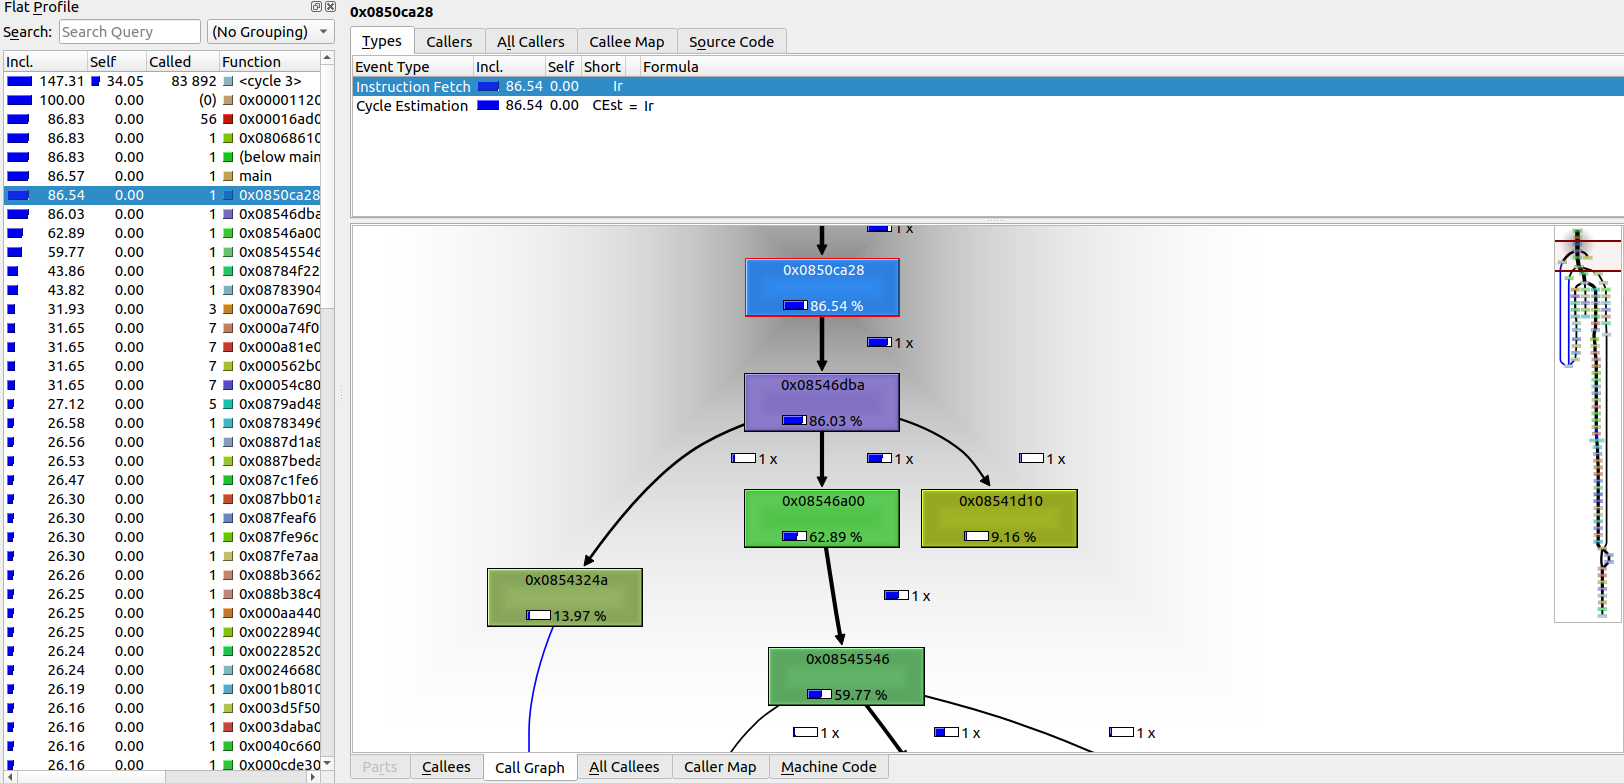 Flat Profile
Search: Search Query (No Grouping)
Incl. Self Called Function
147.31 34.05 83 892 <cycle 3>
100.00 0.00 (0) 0x00001120
86.83 0.00 56 0x00016ad0
86.83 0.00 1 0x08068610
86.83 0.00 1 (below main
86.57 0.00 1 main
86.54 0.00 1 0x0850ca28
86.03 0.00 1 0x08546dba
62.89 0.00 1 0x08546a00
59.77 0.00 1 0x08545546
43.86 0.00 1 0x08784f22
43.82 0.00 1 0x08783904
31.93 0.00 3 0x000a7690
31.65 0.00 7 0x000a74f0
31.65 0.00 7 0x000a81e0
31.65 0.00 7 0x000562b0
31.65 0.00 7 0x00054c80
27.12 0.00 5 0x0879ad48
26.58 0.00 1 0x08783496
26.56 0.00 1 0x0887d1a8
26.53 0.00 1 0x0887beda
26.47 0.00 1 0x087c1fe6
26.30 0.00 1 0x087bb01a
26.30 0.00 1 0x087feaf6
26.30 0.00 1 0x087fe96c
26.30 0.00 1 0x087fe7aa
26.26 0.00 1 0x088b3662
26.25 0.00 1 0x088b38c4
26.25 0.00 1 0x000aa440
26.25 0.00 1 0x00228940
26.24 0.00 1 0x00228520
26.24 0.00 1 0x00246680
26.19 0.00 1 0x001b8010
26.16 0.00 1 0x003d5f50
26.16 0.00 1 0x003daba0
26.16 0.00 1 0x0040c660
26.16 0.00 1 0x000cde30
0x0850ca28
Types Callers All Callers Callee Map Source Code
Event Type Incl. Self Short Formula
Instruction Fetch 86.54 0.00 Ir
Cycle Estimation 86.54 0.00 CEst = Ir
1 x
0x0850ca28
86.54 %
1 x
0x08546dba
86.03 %
1 x 1 x 1 x
0x08546a00 0x08541d10
62.89 % 9.16 %
0x0854324a
13.97 %
1 x
0x08545546
59.77 %
1 x 1 x 1 x
Parts Callees Call Graph All Callees Caller Map Machine Code